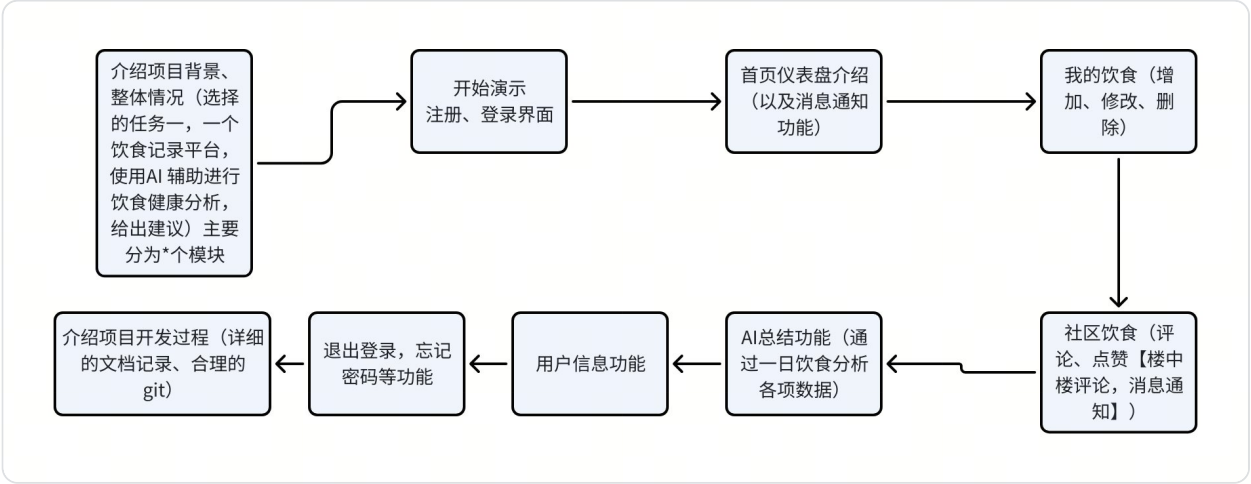 介绍项目背景、
整体情况（选择
的任务一，一个
饮食记录平台，
使用AI 辅助进行
饮食健康分析，
给出建议）主要
分为*个模块
开始演示
注册、登录界面
首页仪表盘介绍
（以及消息通知
功能）
我的饮食（增
加、修改、删
除）
社区饮食（评
论、点赞【楼中
楼评论，消息通
知】）
AI总结功能（通
过一日饮食分析
各项数据）
用户信息功能
退出登录，忘记
密码等功能
介绍项目开发过程（详细
的文档记录、合理的
git）